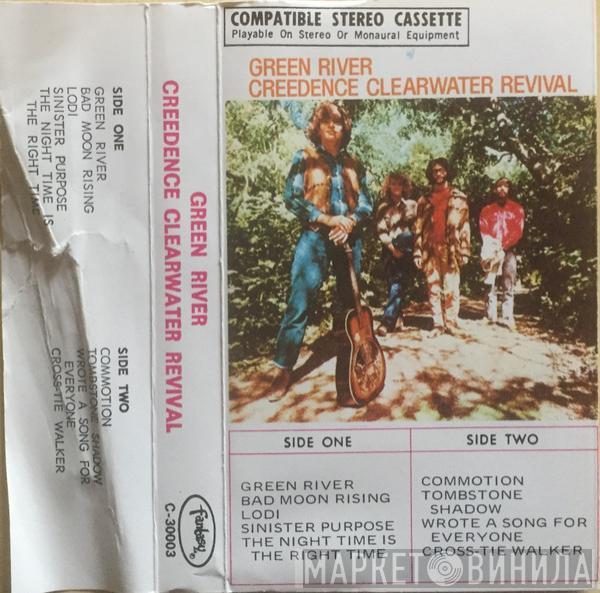 SIDE ONE
GREEN RIVER
BAD MOON RISING
LODI
SINISTER PURPOSE
THE NIGHT TIME IS
THE RIGHT TIME
SIDE TWO
COMMOTION
TOMBSTONE SHADOW
WROTE A SONG FOR
EVERYONE
CROSS-TIE WALKER
GREEN RIVER
CREEDENCE CLEARWATER REVIVAL
fantasy
C-30003
COMPATIBLE STEREO CASSETTE
Playable On Stereo Or Monaural Equipment
GREEN RIVER
CREEDENCE CLEARWATER REVIVAL
SIDE ONE
GREEN RIVER
BAD MOON RISING
LODI
SINISTER PURPOSE
THE NIGHT TIME IS
THE RIGHT TIME
SIDE TWO
COMMOTION
TOMBSTONE
SHADOW
WROTE A SONG FOR
EVERYONE
CROSS-TIE WALKER
МАРКЕТ ВИНИЛА